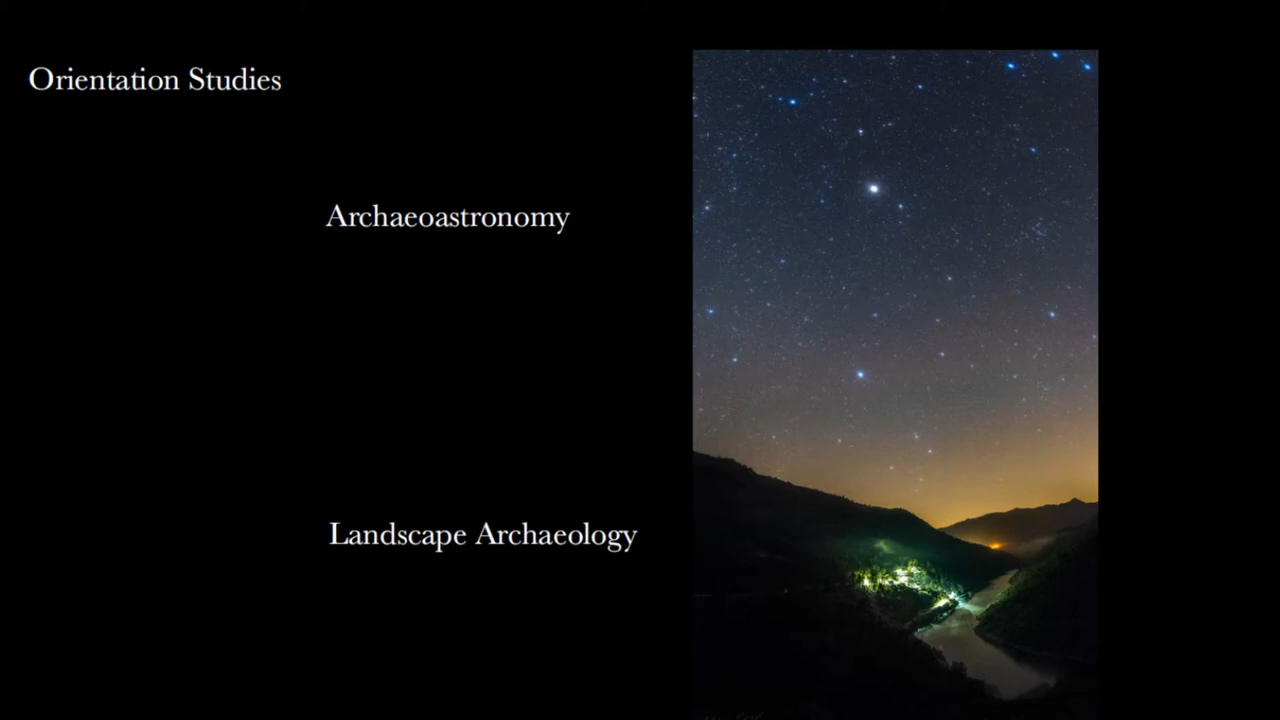 Orientation Studies
Archaeoastronomy
Landscape Archaeology